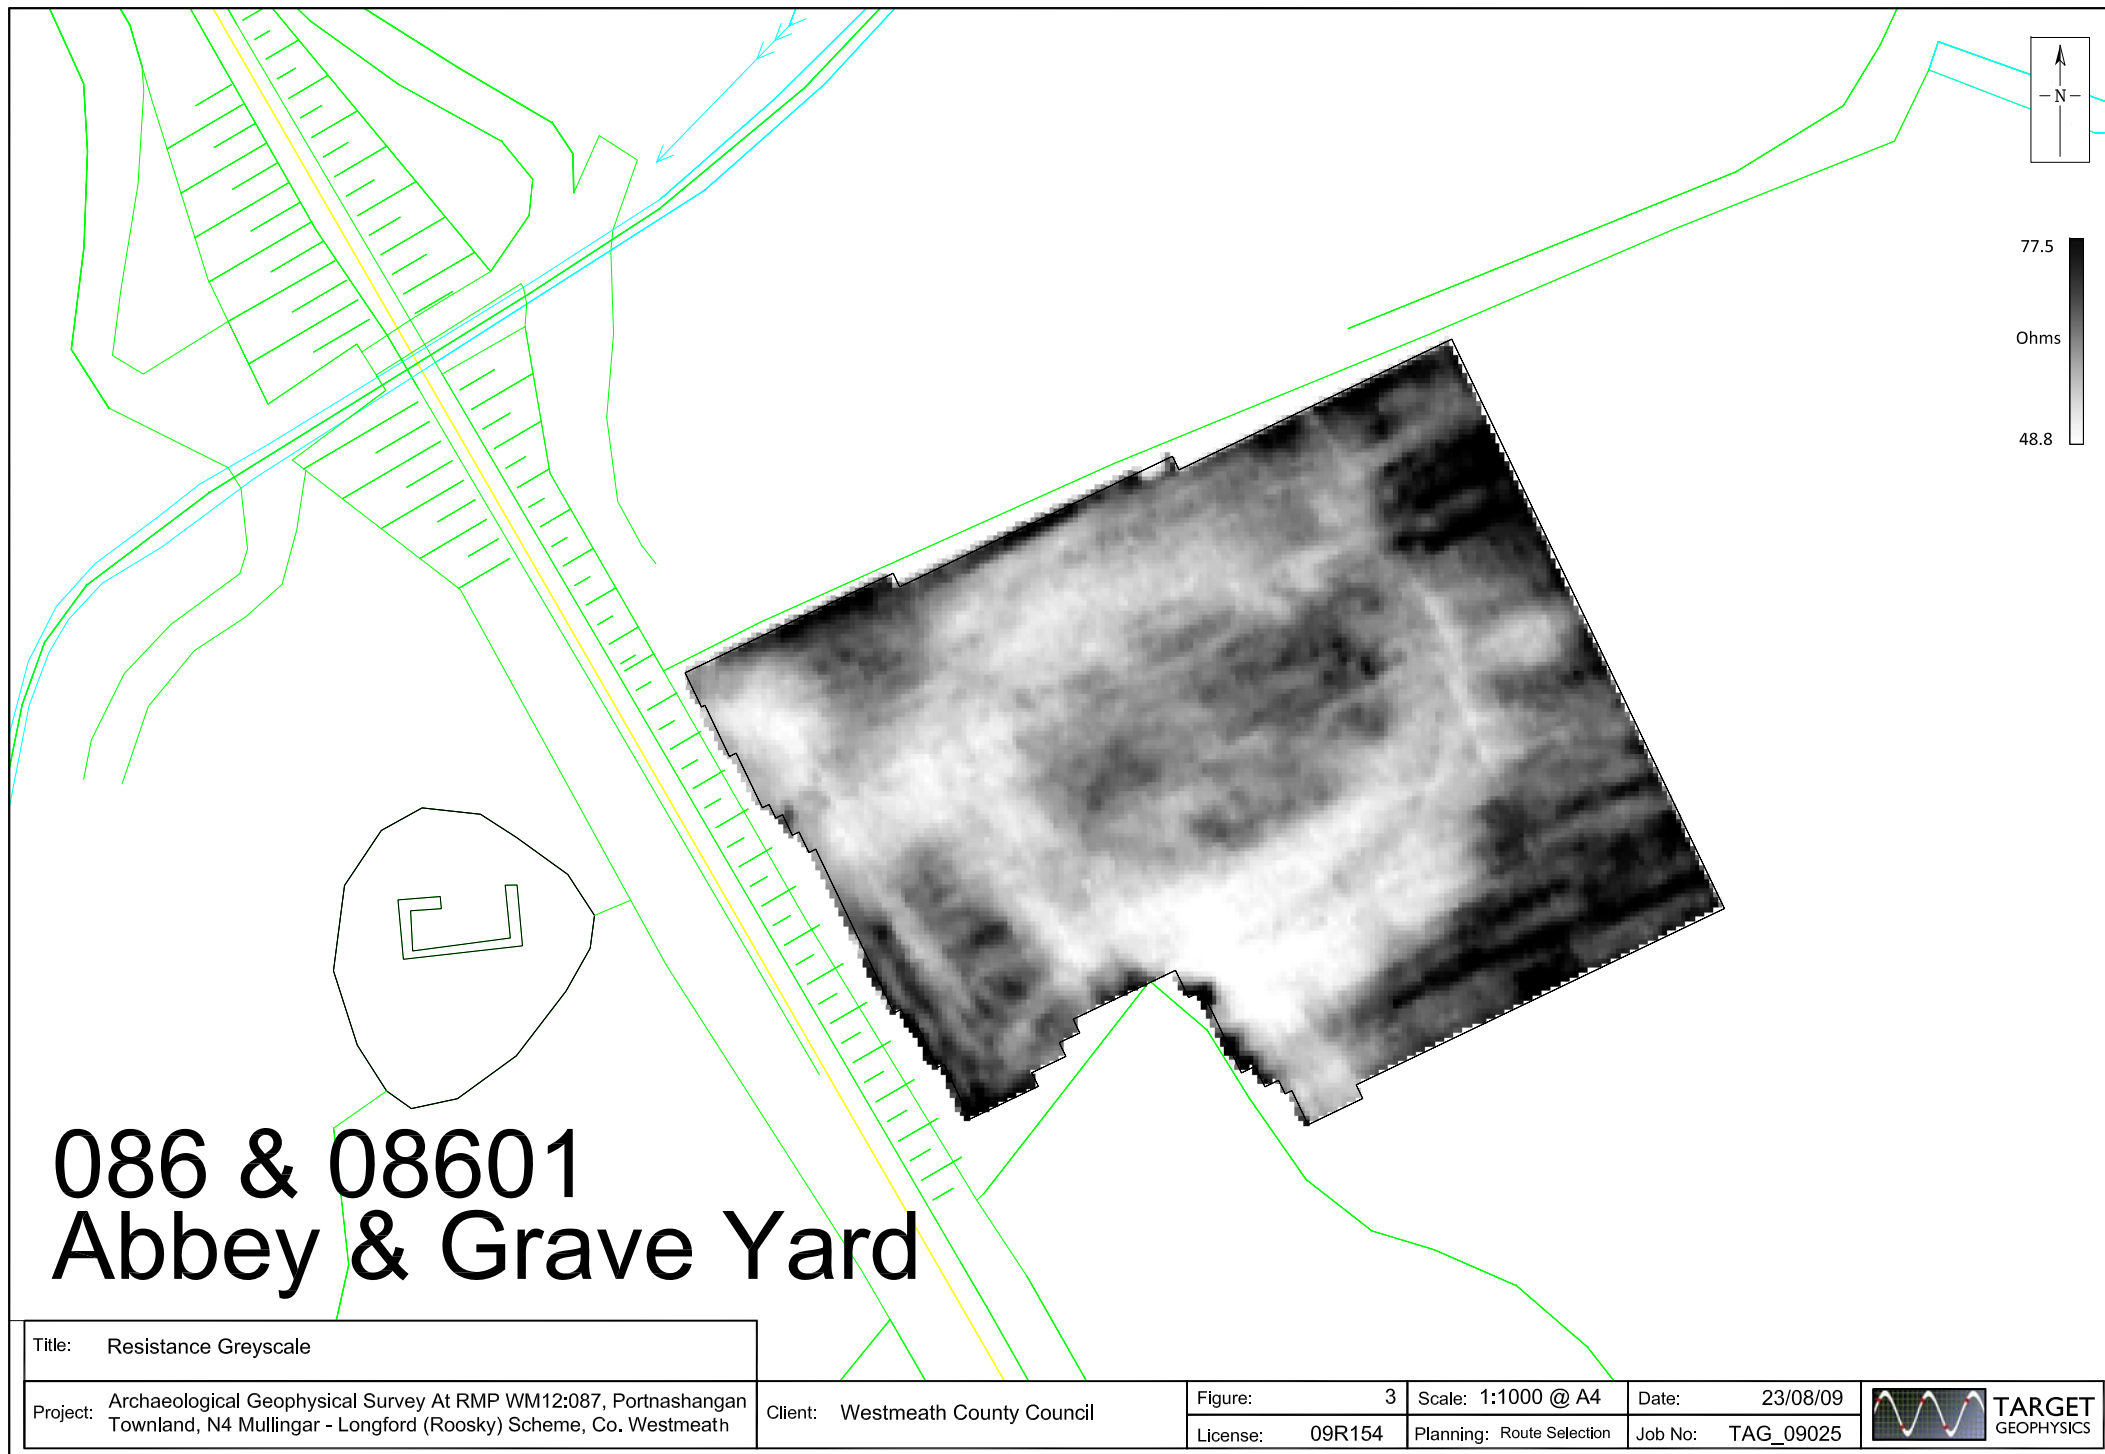 N
77.5
Ohms
48.8
086 & 08601
Abbey & Grave Yard
Title: Resistance Greyscale
Project: Archaeological Geophysical Survey At RMP WM12:087, Portnashangan
Townland, N4 Mullingar - Longford (Roosky) Scheme, Co. Westmeath
Client: Westmeath County Council
Figure: 3
License: 09R154
Scale: 1:1000 @ A4
Planning: Route Selection
Date: 23/08/09
Job No: TAG_09025
TARGET
GEOPHYSICS